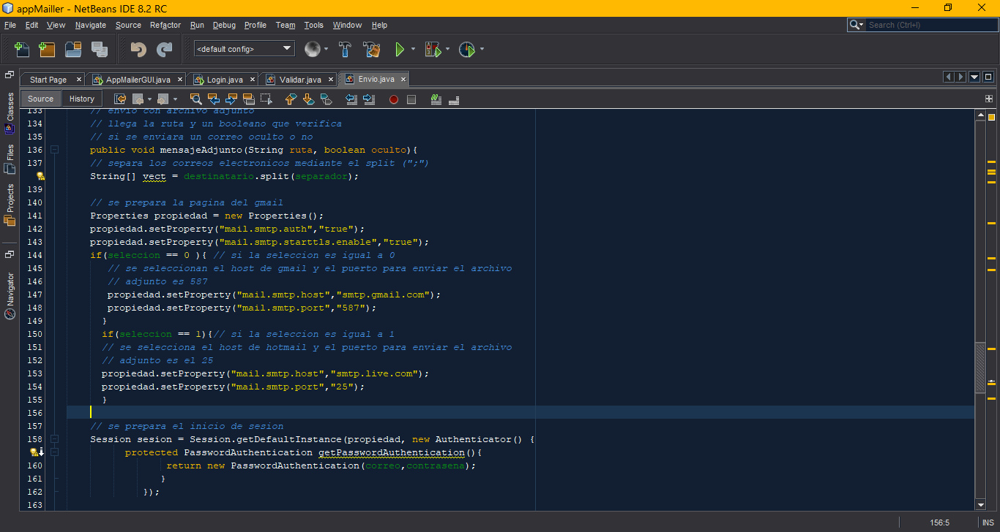 appMailler - NetBeans IDE 8.2 RC
File Edit View Navigate Source Refactor Run Debug Profile Team Tools Window Help
Search (Ctrl+I)
<default config>
Start Page AppMailerGUI.java Login.java Validar.java Envio.java
Source History
Classes
Files
Projects
Navigator
133 // envio con archivo adjunto
134 // llega la ruta y un booleano que verifica
135 // si se enviara un correo oculto o no
136 public void mensajeAdjunto(String ruta, boolean oculto){
137 // separa los correos electronicos mediante el split (";")
String[] vect = destinatario.split(separador);
139
140 // se prepara la pagina del gmail
141 Properties propiedad = new Properties();
142 propiedad.setProperty("mail.smtp.auth","true");
143 propiedad.setProperty("mail.smtp.starttls.enable","true");
144 if(seleccion == 0 ){ // si la seleccion es igual a 0
145 // se seleccionan el host de gmail y el puerto para enviar el archivo
146 // adjunto es 587
147 propiedad.setProperty("mail.smtp.host","smtp.gmail.com");
148 propiedad.setProperty("mail.smtp.port","587");
149 }
150 if(seleccion == 1){// si la seleccion es igual a 1
151 // se selecciona el host de hotmail y el puerto para enviar el archivo
152 // adjunto es el 25
153 propiedad.setProperty("mail.smtp.host","smtp.live.com");
154 propiedad.setProperty("mail.smtp.port","25");
155 }
156
157 // se prepara el inicio de sesion
158 Session sesion = Session.getDefaultInstance(propiedad, new Authenticator() {
protected PasswordAuthentication getPasswordAuthentication(){
160 return new PasswordAuthentication(correo,contrasena);
161 }
162 });
163
156:5 INS